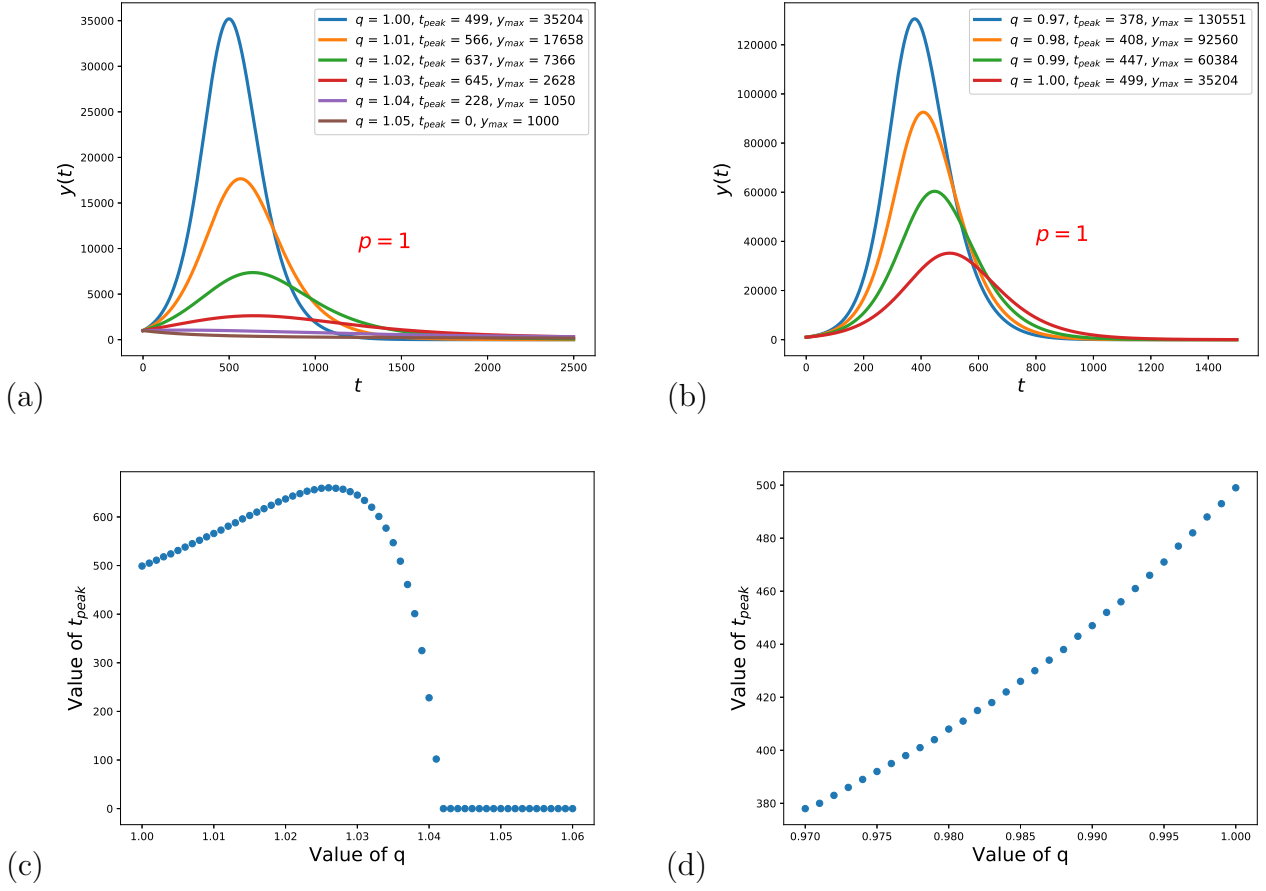 35000
30000
25000
20000
15000
10000
5000
0
y(t)
q = 1.00, t_peak = 499, y_max = 35204
q = 1.01, t_peak = 566, y_max = 17658
q = 1.02, t_peak = 637, y_max = 7366
q = 1.03, t_peak = 645, y_max = 2628
q = 1.04, t_peak = 228, y_max = 1050
q = 1.05, t_peak = 0, y_max = 1000
p = 1
0 500 1000 1500 2000 2500
t
(a)
120000
100000
80000
60000
40000
20000
0
y(t)
q = 0.97, t_peak = 378, y_max = 130551
q = 0.98, t_peak = 408, y_max = 92560
q = 0.99, t_peak = 447, y_max = 60384
q = 1.00, t_peak = 499, y_max = 35204
p = 1
0 200 400 600 800 1000 1200 1400
t
(b)
600
500
400
300
200
100
0
Value of t_peak
1.00 1.01 1.02 1.03 1.04 1.05 1.06
Value of q
(c)
500
480
460
440
420
400
380
Value of t_peak
0.970 0.975 0.980 0.985 0.990 0.995 1.000
Value of q
(d)